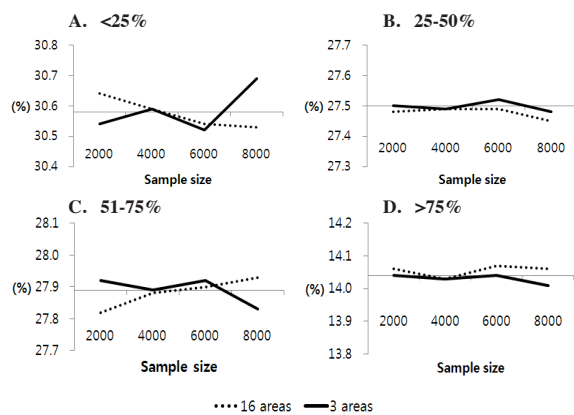 A. <25%
30.8
30.7
(%) 30.6
30.5
30.4
2000 4000 6000 8000
Sample size
B. 25-50%
27.7
27.6
(%) 27.5
27.4
27.3
2000 4000 6000 8000
Sample size
C. 51-75%
28.1
28.0
(%) 27.9
27.8
27.7
2000 4000 6000 8000
Sample size
D. >75%
14.2
14.1
(%) 14.0
13.9
13.8
2000 4000 6000 8000
Sample size
16 areas 3 areas